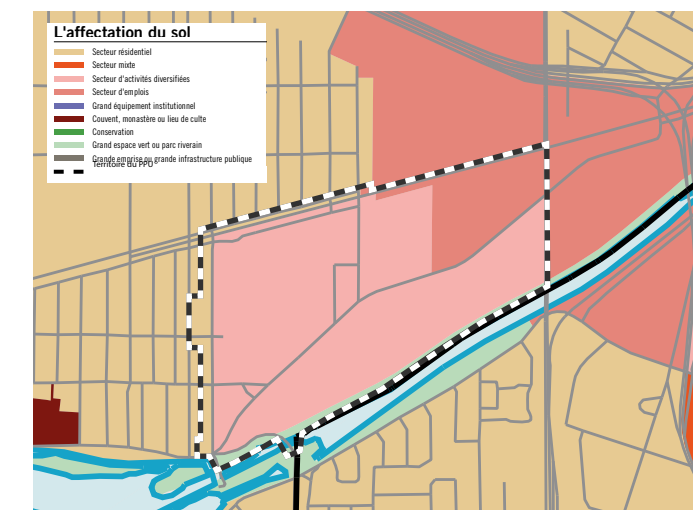 L'affectation du sol
Secteur résidentiel
Secteur mixte
Secteur d'activités diversifiées
Secteur d'emplois
Grand équipement institutionnel
Couvent, monastère ou lieu de culte
Conservation
Grand espace vert ou parc riverain
Grande emprise ou grande infrastructure publique
Territoire du PPU